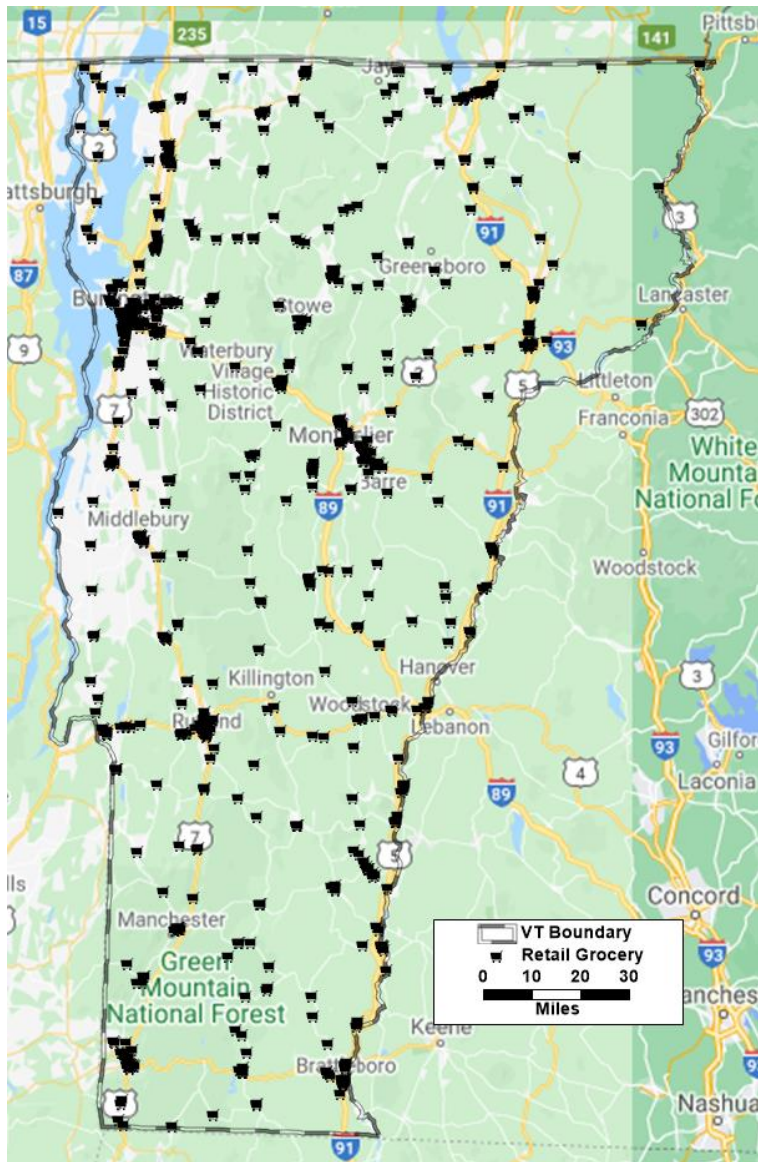 15
235
141
Pittsb
Jay
2
attsburgh
3
91
87
Greensboro
Stowe
Lancaster
9
Waterbury
Village
Historic
District
2
93
5
Littleton
7
302
Franconia
Montpelier
White
Mounta
National Fo
Barre
89
91
Middlebury
Woodstock
Hanover
Killington
3
Woodstock
Rutland
Lebanon
93
Gilfor
4
Laconia
89
7
5
ills
Concord
Manchester
VT Boundary
Retail Grocery
0 10 20 30
Miles
93
Green
Mountain
National Forest
anches
Keene
Brattleboro
7
Nashua
91